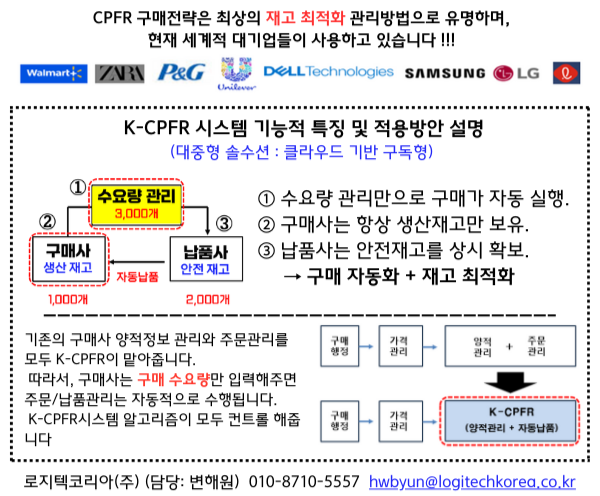 CPFR 구매전략은 최상의 재고 최적화 관리방법으로 유명하며,
현재 세계적 대기업들이 사용하고 있습니다 !!!
Walmart ZARA P&G Unilever DELL Technologies SAMSUNG LG
K-CPFR 시스템 기능적 특징 및 적용방안 설명
(대중형 솔수션 : 클라우드 기반 구독형)
① 수요량 관리
3,000개
② ③
구매사 납품사
생산 재고 안전 재고
자동납품
1,000개 2,000개
① 수요량 관리만으로 구매가 자동 실행.
② 구매사는 항상 생산재고만 보유.
③ 납품사는 안전재고를 상시 확보.
→ 구매 자동화 + 재고 최적화
기존의 구매사 양적정보 관리와 주문관리를
모두 K-CPFR이 맡아줍니다.
따라서, 구매사는 구매 수요량만 입력해주면
주문/납품관리는 자동적으로 수행됩니다.
K-CPFR시스템 알고리즘이 모두 컨트롤 해줍
니다
구매 가격 양적 주문
행정 관리 관리 + 관리
구매 가격 K-CPFR
행정 관리 (양적관리 + 자동납품)
로지텍코리아(주) (담당: 변해원) 010-8710-5557 hwbyun@logitechkorea.co.kr